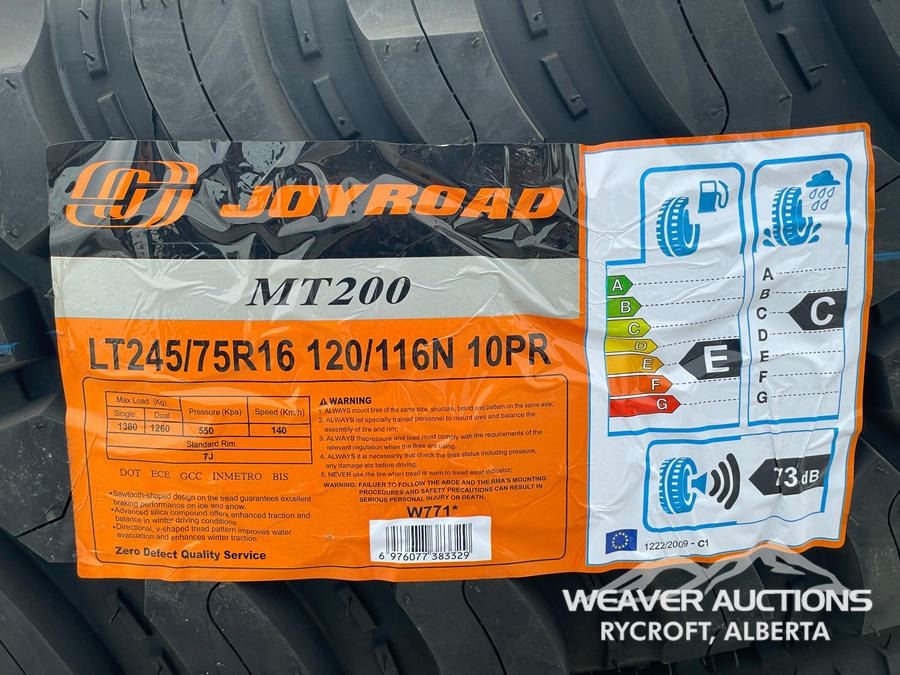 JOYROAD
MT200
LT245/75R16 120/116N 10PR
Max Load (Kg)
Pressure (Kpa)
Speed (Km/h)
Single
Dual
1380
1260
550
140
Standard Rim
7J
DOT ECE GCC INMETRO BIS
•Sawtooth-shaped design on the tread guarantees excellent
braking performance on ice and snow.
•Advanced silica compound offers enhanced traction and
balance in winter driving conditions.
•Directional, v-shaped tread pattern improves water
evacuation and enhances winter traction
Zero Defect Quality Service
WARNING
1. ALWAYS mount tires of the same size, structure, brand and pattern on the same axle;
2. ALWAYS let specially trained personnel to mount tires and balance the
assembly of tire and rim;
3. ALWAYS thepressure and load must comply with the requirements of the
relevant regulation when the tires are using.
4. ALWAYS it is necessarily that Check the tires status including pressure,
any damage etc before driving.
5. NEVER use the tire when tread is worn to tread wear indicator;
WARNING: FAILUER TO FOLLOW THE ABOE AND THE RMA'S MOUNTING
PROCEDURES AND SAFETY PRECAUTIONS CAN RESULT IN
SERIOUS PERSONAL INJURY OR DEATH.
W771*
6 976077 383329
A
B
C
D
E
F
G
E
A
B
C
D
E
F
G
C
73 dB
1222/2009 - C1
WEAVER AUCTIONS
RYCROFT, ALBERTA